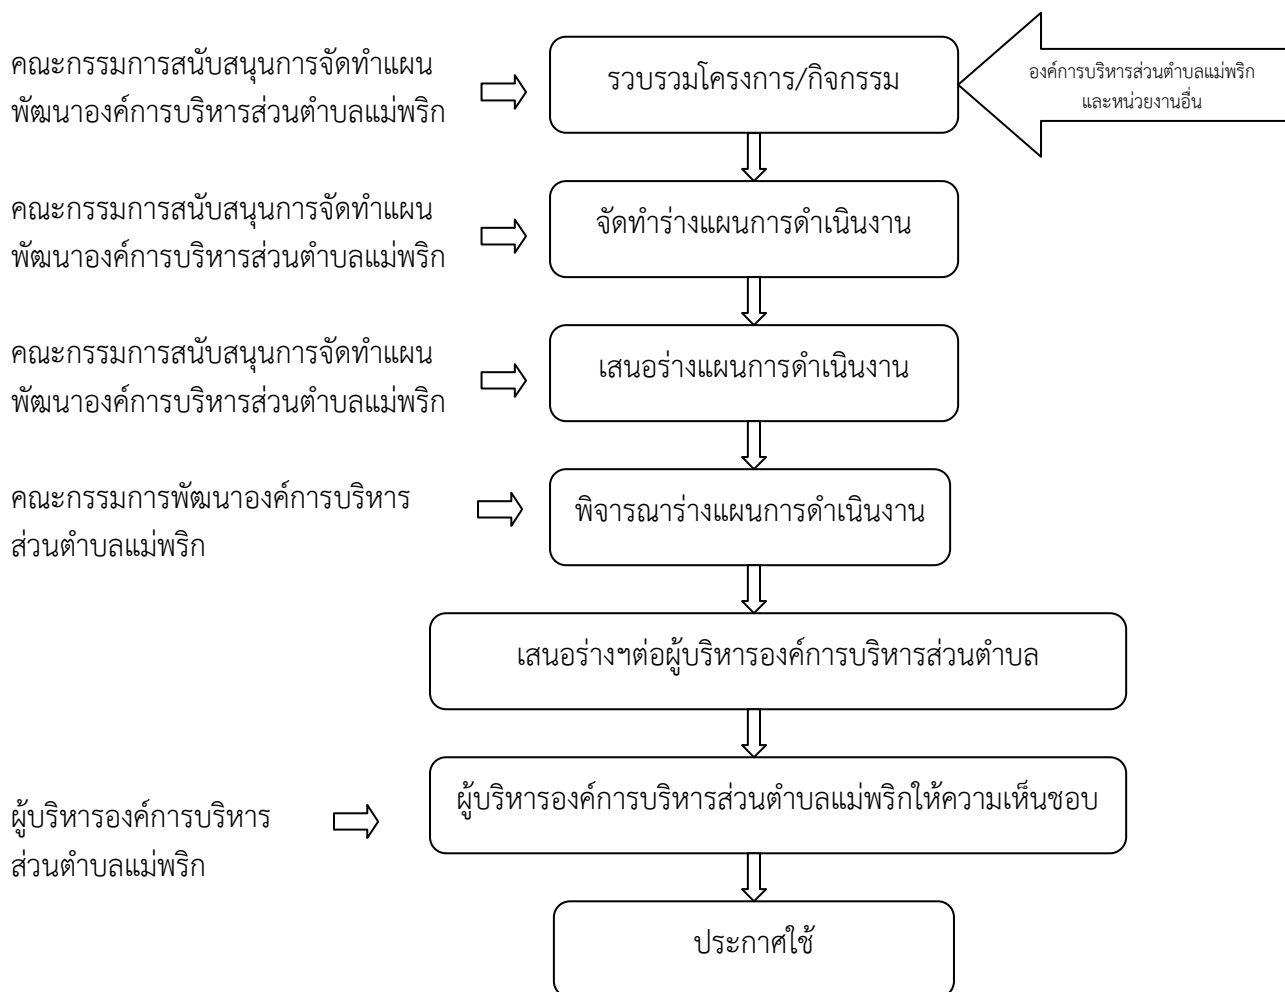 คณะกรรมการสนับสนุนการจัดทำแผน
พัฒนาองค์การบริหารส่วนตำบลแม่พริก
รวบรวมโครงการ/กิจกรรม
องค์การบริหารส่วนตำบลแม่พริก
และหน่วยงานอื่น
คณะกรรมการสนับสนุนการจัดทำแผน
พัฒนาองค์การบริหารส่วนตำบลแม่พริก
จัดทำร่างแผนการดำเนินงาน
คณะกรรมการสนับสนุนการจัดทำแผน
พัฒนาองค์การบริหารส่วนตำบลแม่พริก
เสนอร่างแผนการดำเนินงาน
คณะกรรมการพัฒนาองค์การบริหาร
ส่วนตำบลแม่พริก
พิจารณาร่างแผนการดำเนินงาน
เสนอร่างฯต่อผู้บริหารองค์การบริหารส่วนตำบล
ผู้บริหารองค์การบริหาร
ส่วนตำบลแม่พริก
ผู้บริหารองค์การบริหารส่วนตำบลแม่พริกให้ความเห็นชอบ
ประกาศใช้